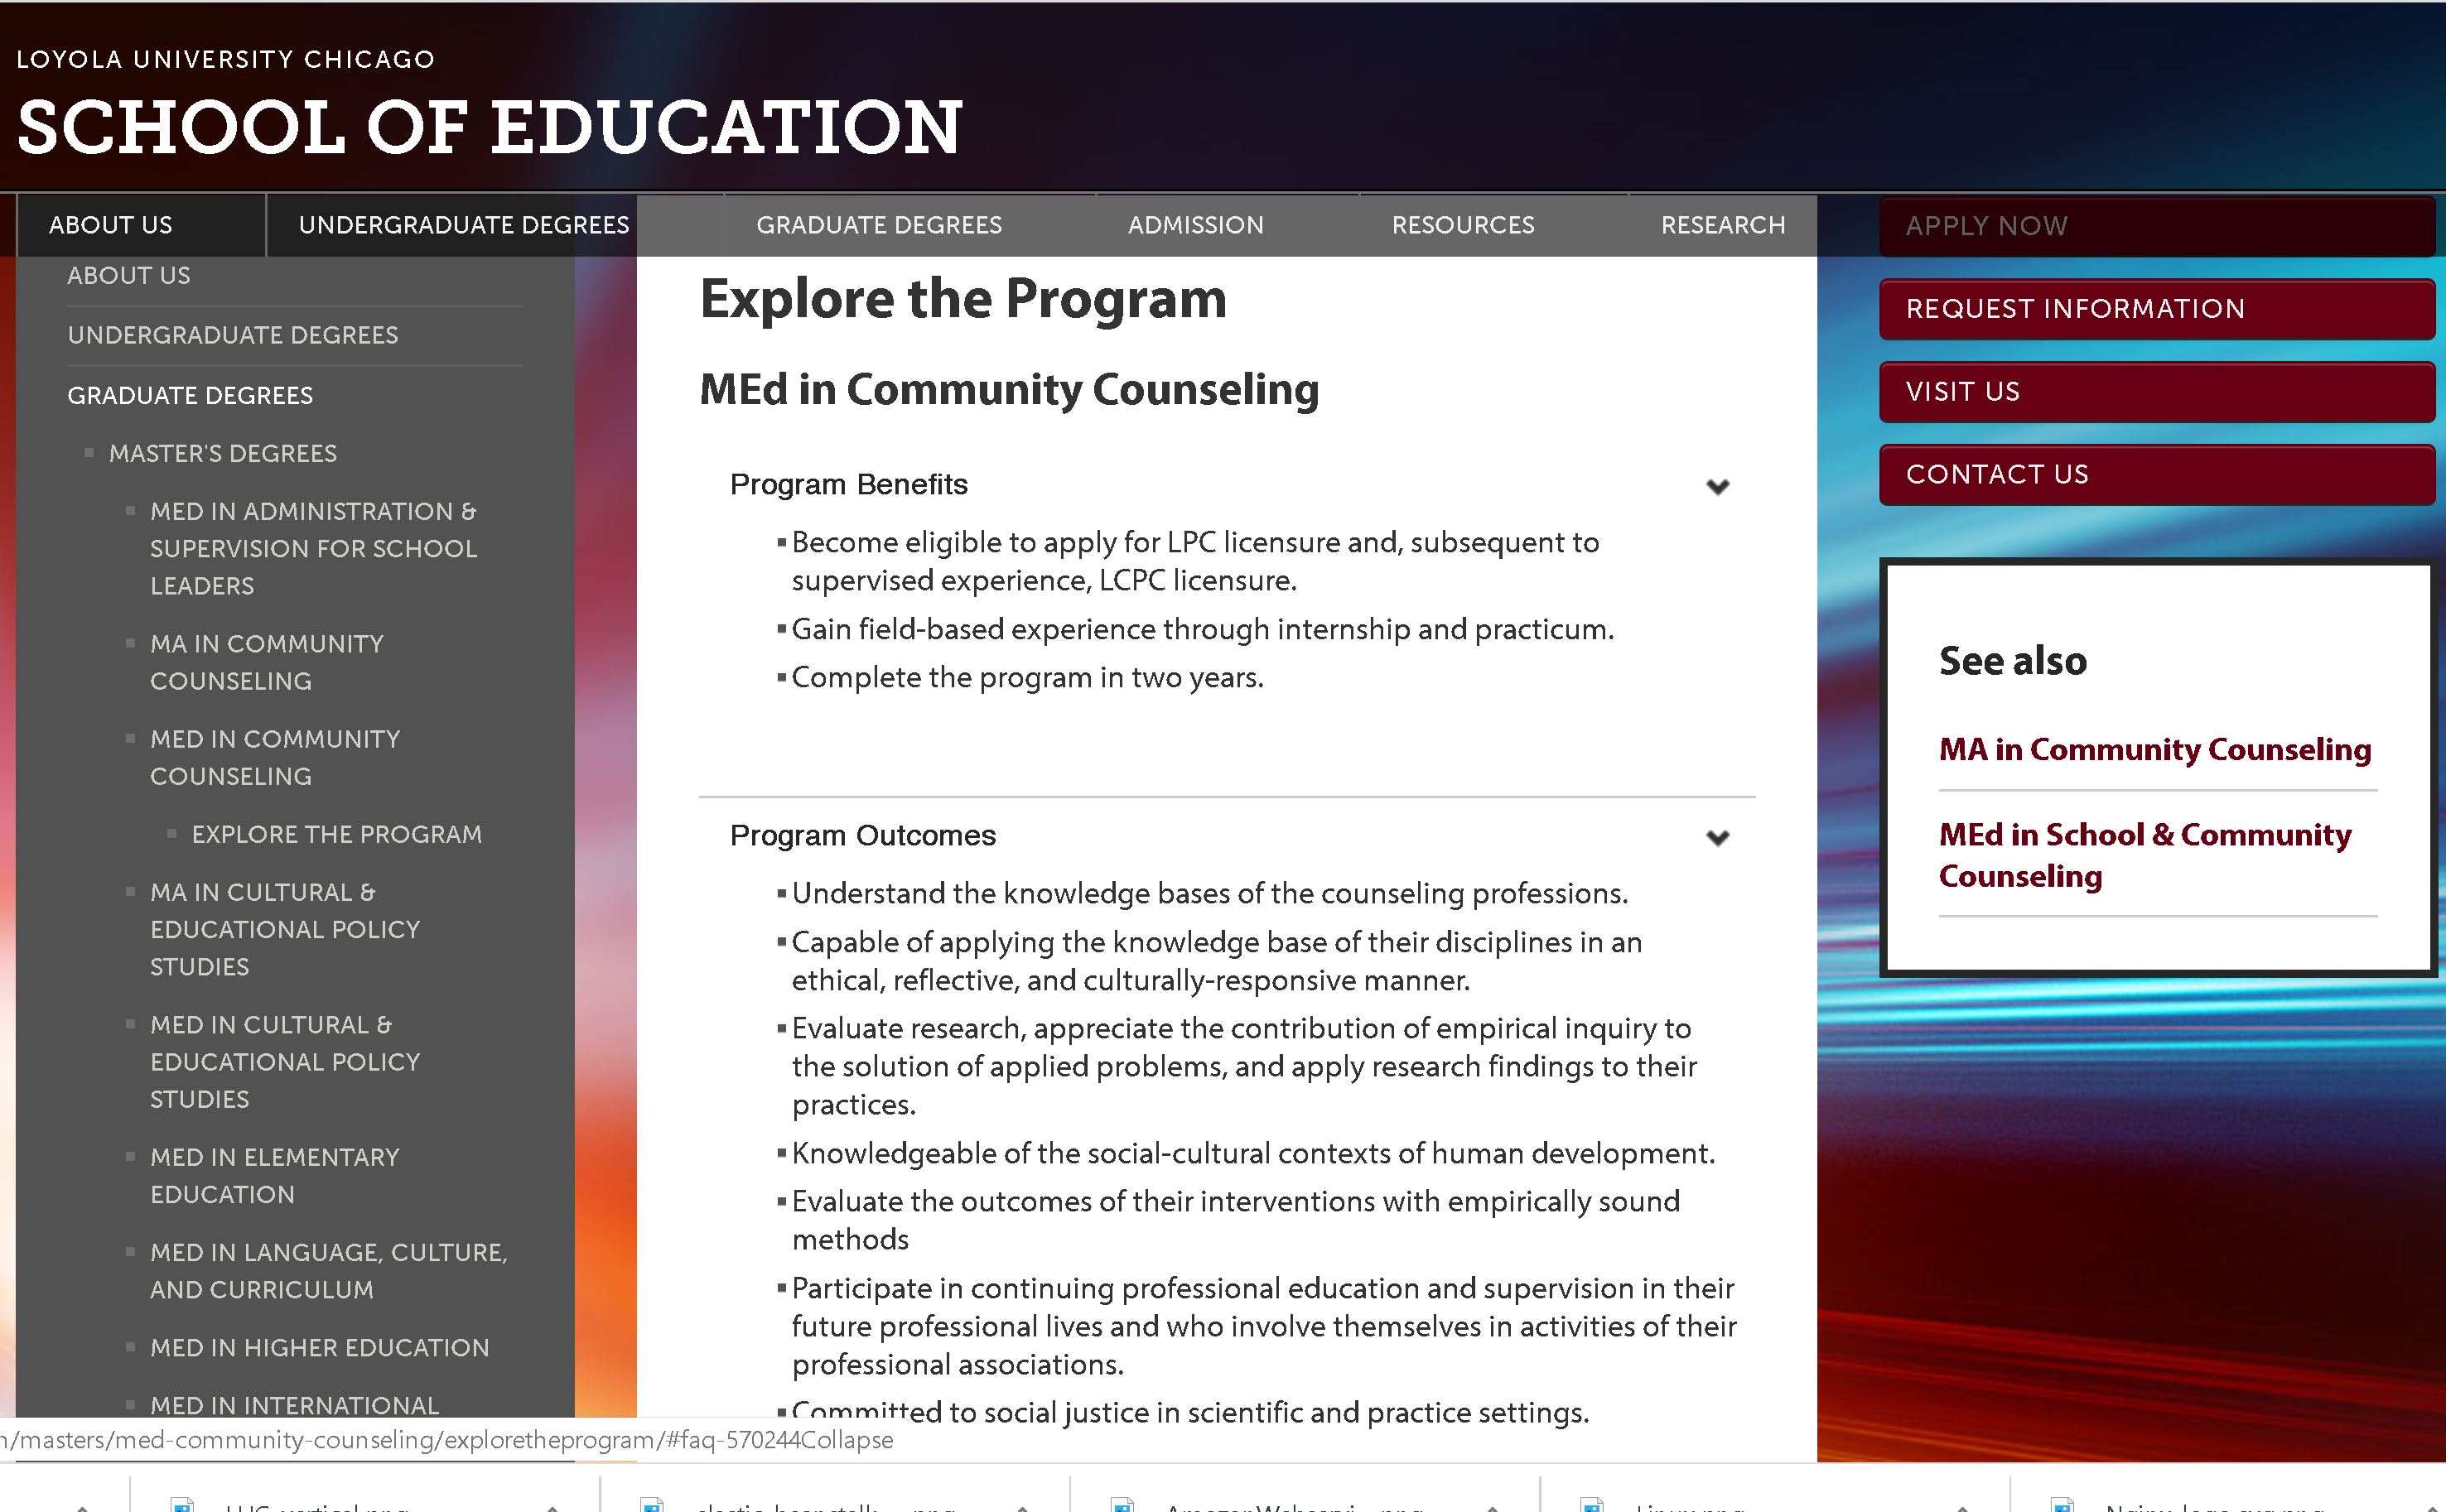 LOYOLA UNIVERSITY CHICAGO
SCHOOL OF EDUCATION
ABOUT US
UNDERGRADUATE DEGREES
GRADUATE DEGREES
ADMISSION
RESOURCES
RESEARCH
ABOUT US
UNDERGRADUATE DEGREES
GRADUATE DEGREES
MASTER'S DEGREES
MED IN ADMINISTRATION &
SUPERVISION FOR SCHOOL
LEADERS
MA IN COMMUNITY
COUNSELING
MED IN COMMUNITY
COUNSELING
EXPLORE THE PROGRAM
MA IN CULTURAL &
EDUCATIONAL POLICY
STUDIES
MED IN CULTURAL &
EDUCATIONAL POLICY
STUDIES
MED IN ELEMENTARY
EDUCATION
MED IN LANGUAGE, CULTURE,
AND CURRICULUM
MED IN HIGHER EDUCATION
MED IN INTERNATIONAL
Explore the Program
MEd in Community Counseling
Program Benefits
Become eligible to apply for LPC licensure and, subsequent to
supervised experience, LCPC licensure.
Gain field-based experience through internship and practicum.
Complete the program in two years.
Program Outcomes
Understand the knowledge bases of the counseling professions.
Capable of applying the knowledge base of their disciplines in an
ethical, reflective, and culturally-responsive manner.
Evaluate research, appreciate the contribution of empirical inquiry to
the solution of applied problems, and apply research findings to their
practices.
Knowledgeable of the social-cultural contexts of human development.
Evaluate the outcomes of their interventions with empirically sound
methods
Participate in continuing professional education and supervision in their
future professional lives and who involve themselves in activities of their
professional associations.
Committed to social justice in scientific and practice settings.
APPLY NOW
REQUEST INFORMATION
VISIT US
CONTACT US
See also
MA in Community Counseling
MEd in School & Community
Counseling
/masters/med-community-counseling/exploretheprogram/#faq-570244Collapse